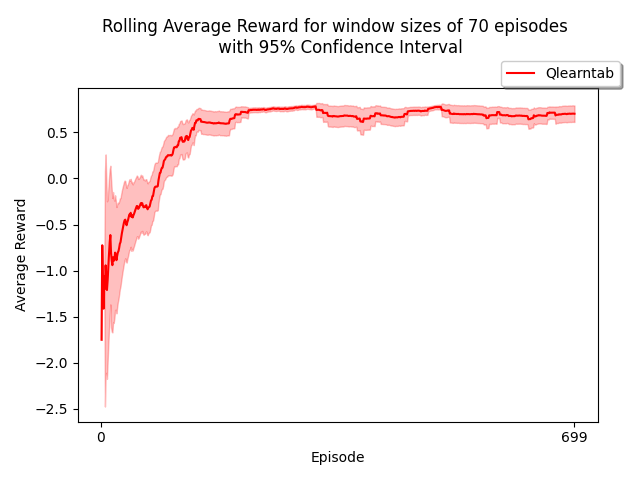 Rolling Average Reward for window sizes of 70 episodes
with 95% Confidence Interval
Qlearntab
Average Reward
0.5
0.0
−0.5
−1.0
−1.5
−2.0
−2.5
0
699
Episode